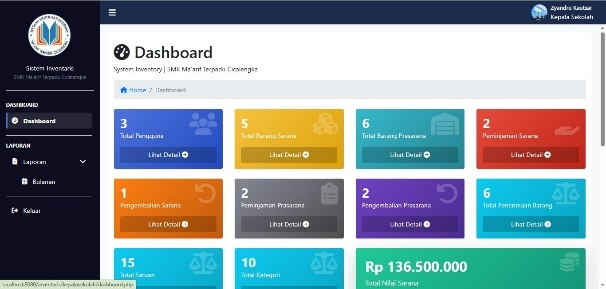 Zyandru Kautsar
Kepala Sekolah
Sistem Inventaris
SMK Ma'arif Terpadu Cicalengka
DASHBOARD
Dashboard
LAPORAN
Laporan
Bulanan
Keluar
Dashboard
System Inventory | SMK Ma'arif Terpadu Cicalengka
Home / Dashboard
3
Total Pengguna
Lihat Detail
5
Total Barang Sarana
Lihat Detail
6
Total Barang Prasarana
Lihat Detail
2
Peminjaman Sarana
Lihat Detail
1
Pengembalian Sarana
Lihat Detail
2
Peminjaman Prasarana
Lihat Detail
2
Pengembalian Prasarana
Lihat Detail
6
Total Penerimaan Barang
Lihat Detail
15
Total Satuan
10
Total Kategori
Rp 136.500.000
Total Nilai Sarana
localhost:8080/inventaris/kepalasekolah/dashboard.php